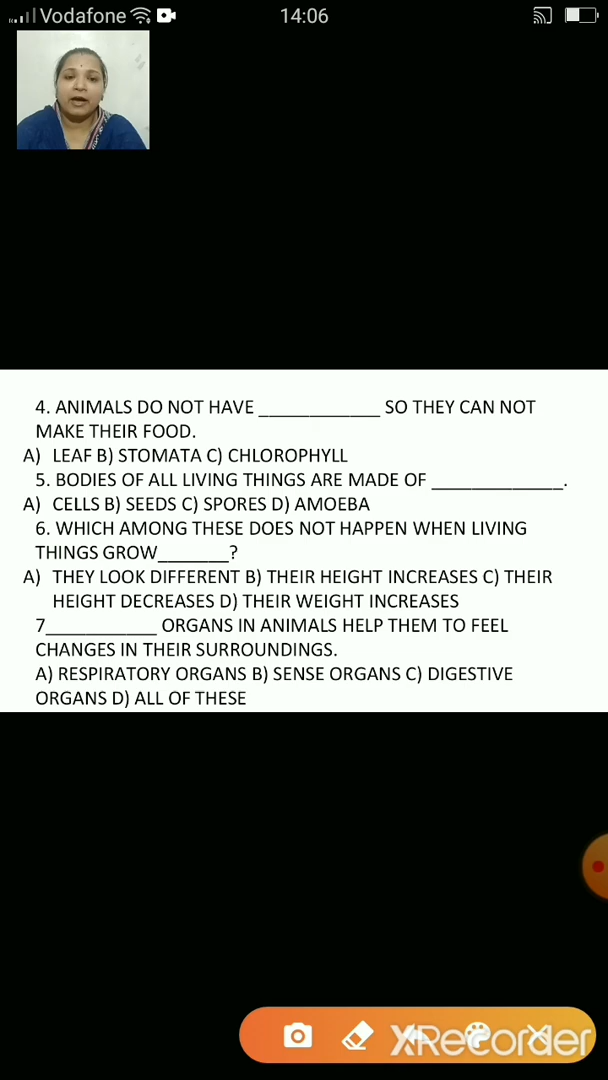 Vodafone
14:06
4. ANIMALS DO NOT HAVE _____________ SO THEY CAN NOT
MAKE THEIR FOOD.
A) LEAF B) STOMATA C) CHLOROPHYLL
5. BODIES OF ALL LIVING THINGS ARE MADE OF ______________.
A) CELLS B) SEEDS C) SPORES D) AMOEBA
6. WHICH AMONG THESE DOES NOT HAPPEN WHEN LIVING
THINGS GROW_______?
A) THEY LOOK DIFFERENT B) THEIR HEIGHT INCREASES C) THEIR
HEIGHT DECREASES D) THEIR WEIGHT INCREASES
7___________ ORGANS IN ANIMALS HELP THEM TO FEEL
CHANGES IN THEIR SURROUNDINGS.
A) RESPIRATORY ORGANS B) SENSE ORGANS C) DIGESTIVE
ORGANS D) ALL OF THESE
XRecorder